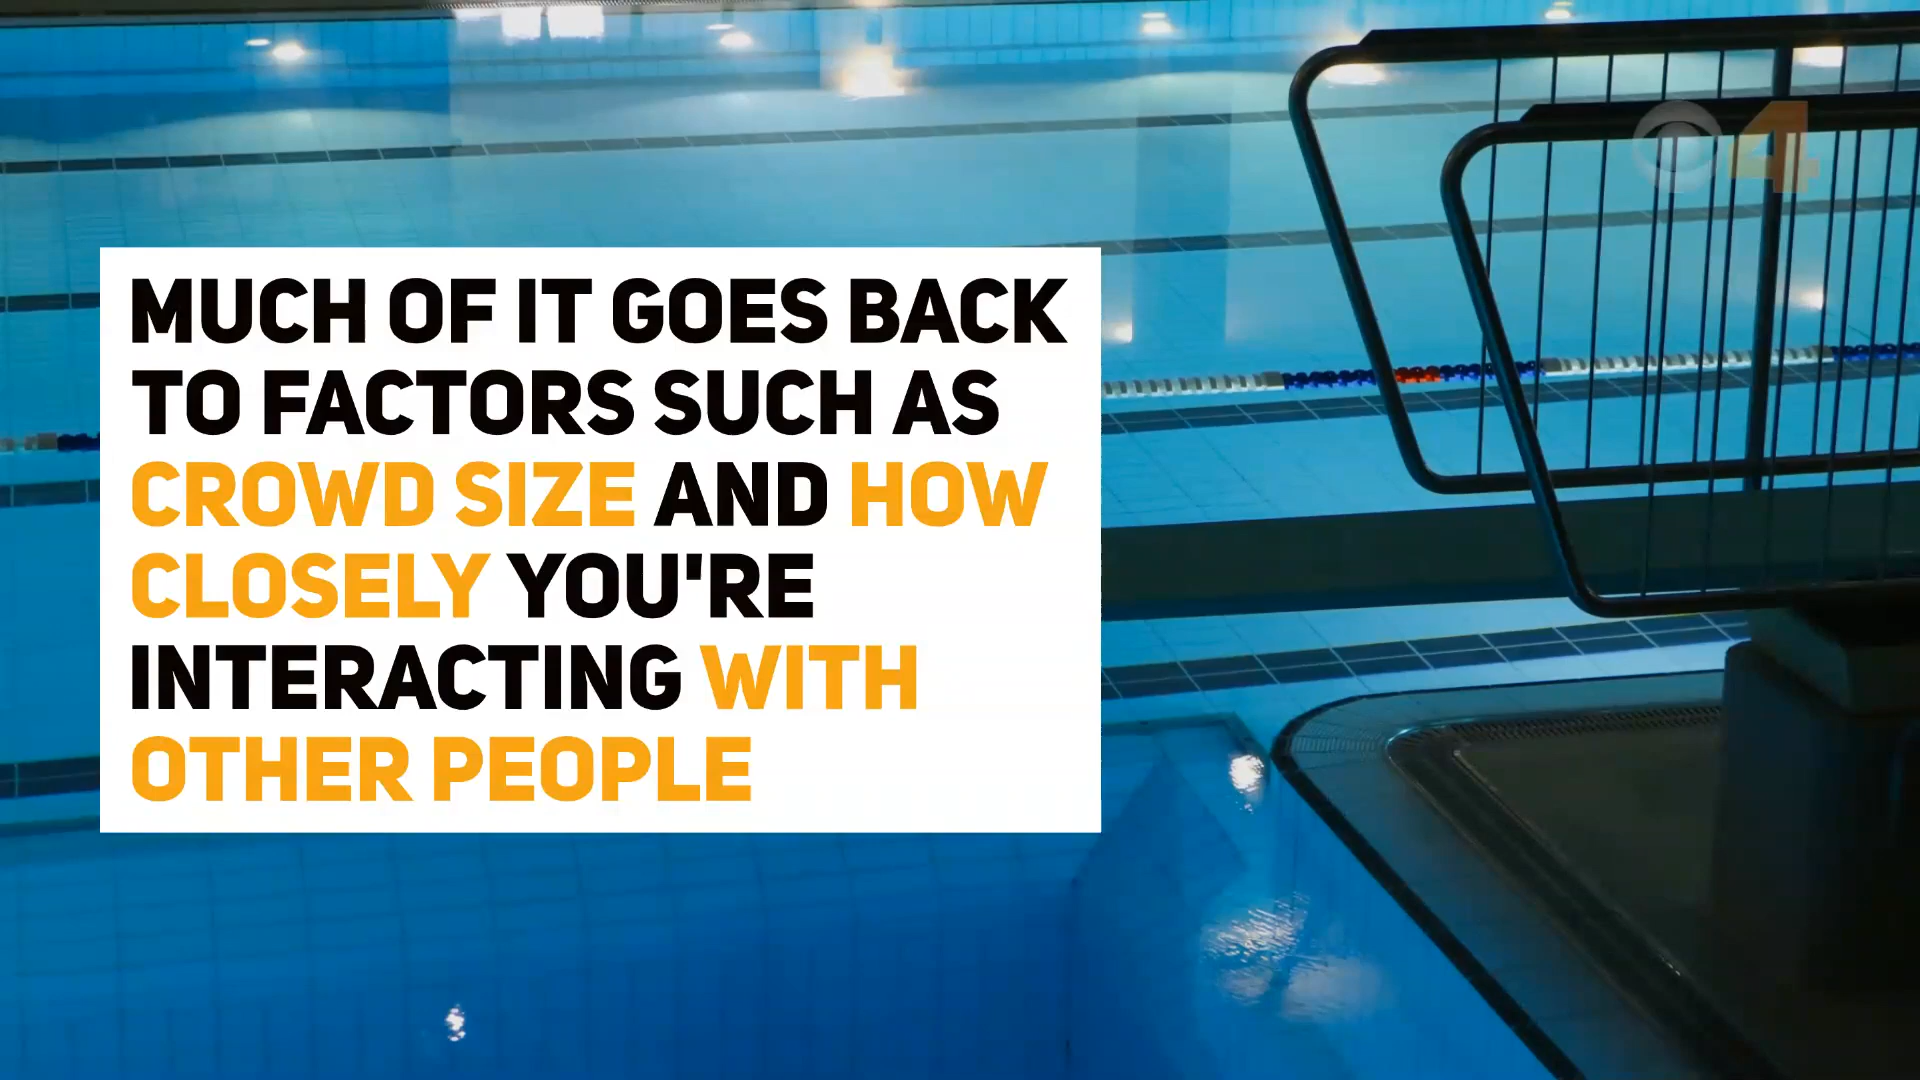 MUCH OF IT GOES BACK
TO FACTORS SUCH AS
CROWD SIZE AND HOW
CLOSELY YOU'RE
INTERACTING WITH
OTHER PEOPLE
4